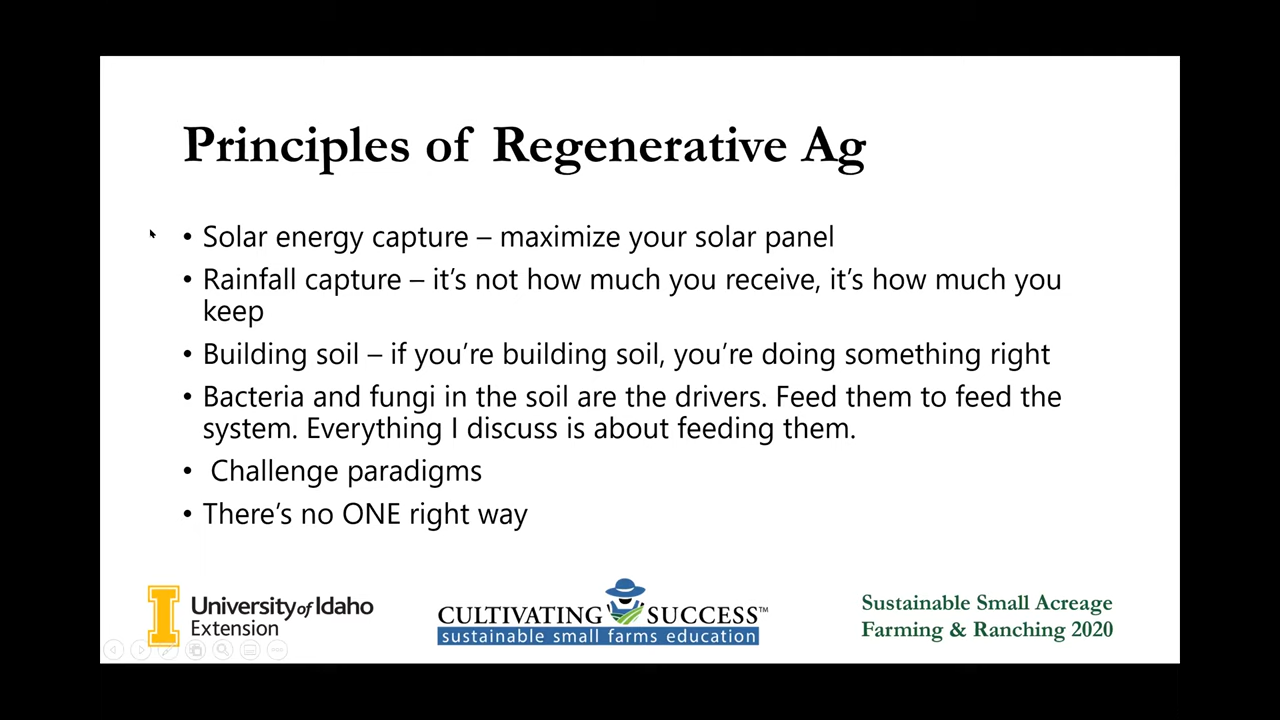 Principles of Regenerative Ag
• Solar energy capture – maximize your solar panel
• Rainfall capture – it's not how much you receive, it's how much you
keep
• Building soil – if you're building soil, you're doing something right
• Bacteria and fungi in the soil are the drivers. Feed them to feed the
system. Everything I discuss is about feeding them.
• Challenge paradigms
• There's no ONE right way
I
University of Idaho
Extension
CULTIVATING SUCCESS™
sustainable small farms education
Sustainable Small Acreage
Farming & Ranching 2020